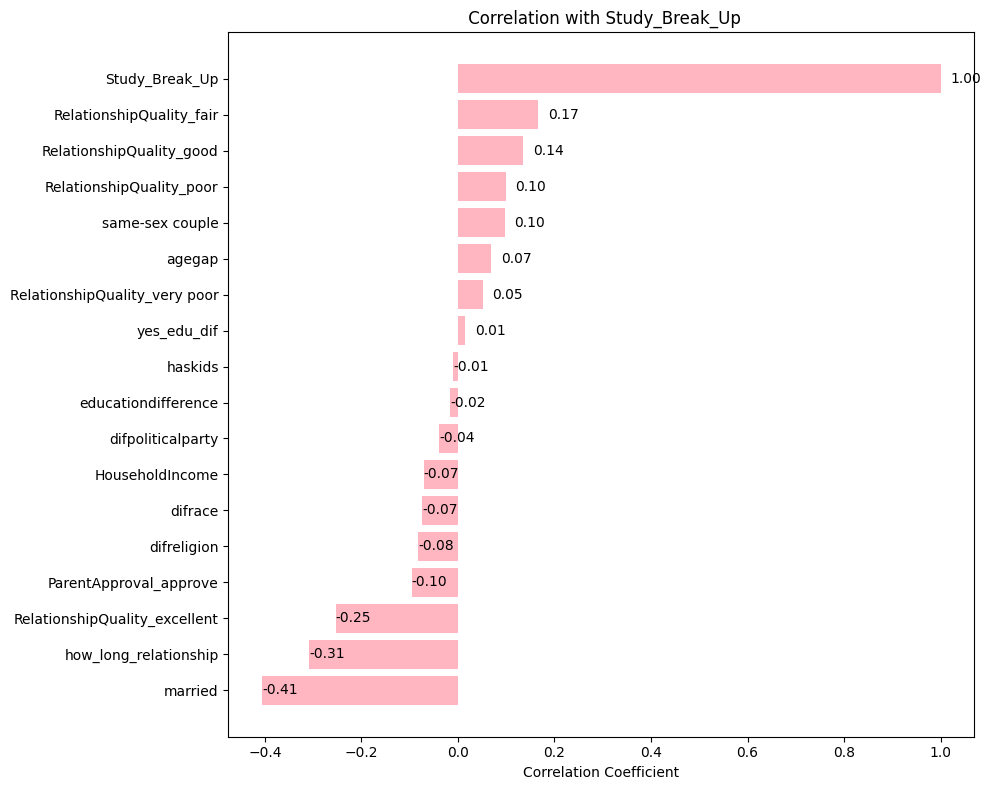 Correlation with Study_Break_Up
Study_Break_Up 1.00
RelationshipQuality_fair 0.17
RelationshipQuality_good 0.14
RelationshipQuality_poor 0.10
same-sex couple 0.10
agegap 0.07
RelationshipQuality_very poor 0.05
yes_edu_dif 0.01
haskids -0.01
educationdifference -0.02
difpoliticalparty -0.04
HouseholdIncome -0.07
difrace -0.07
difreligion -0.08
ParentApproval_approve -0.10
RelationshipQuality_excellent -0.25
how_long_relationship -0.31
married -0.41
−0.4 −0.2 0.0 0.2 0.4 0.6 0.8 1.0
Correlation Coefficient